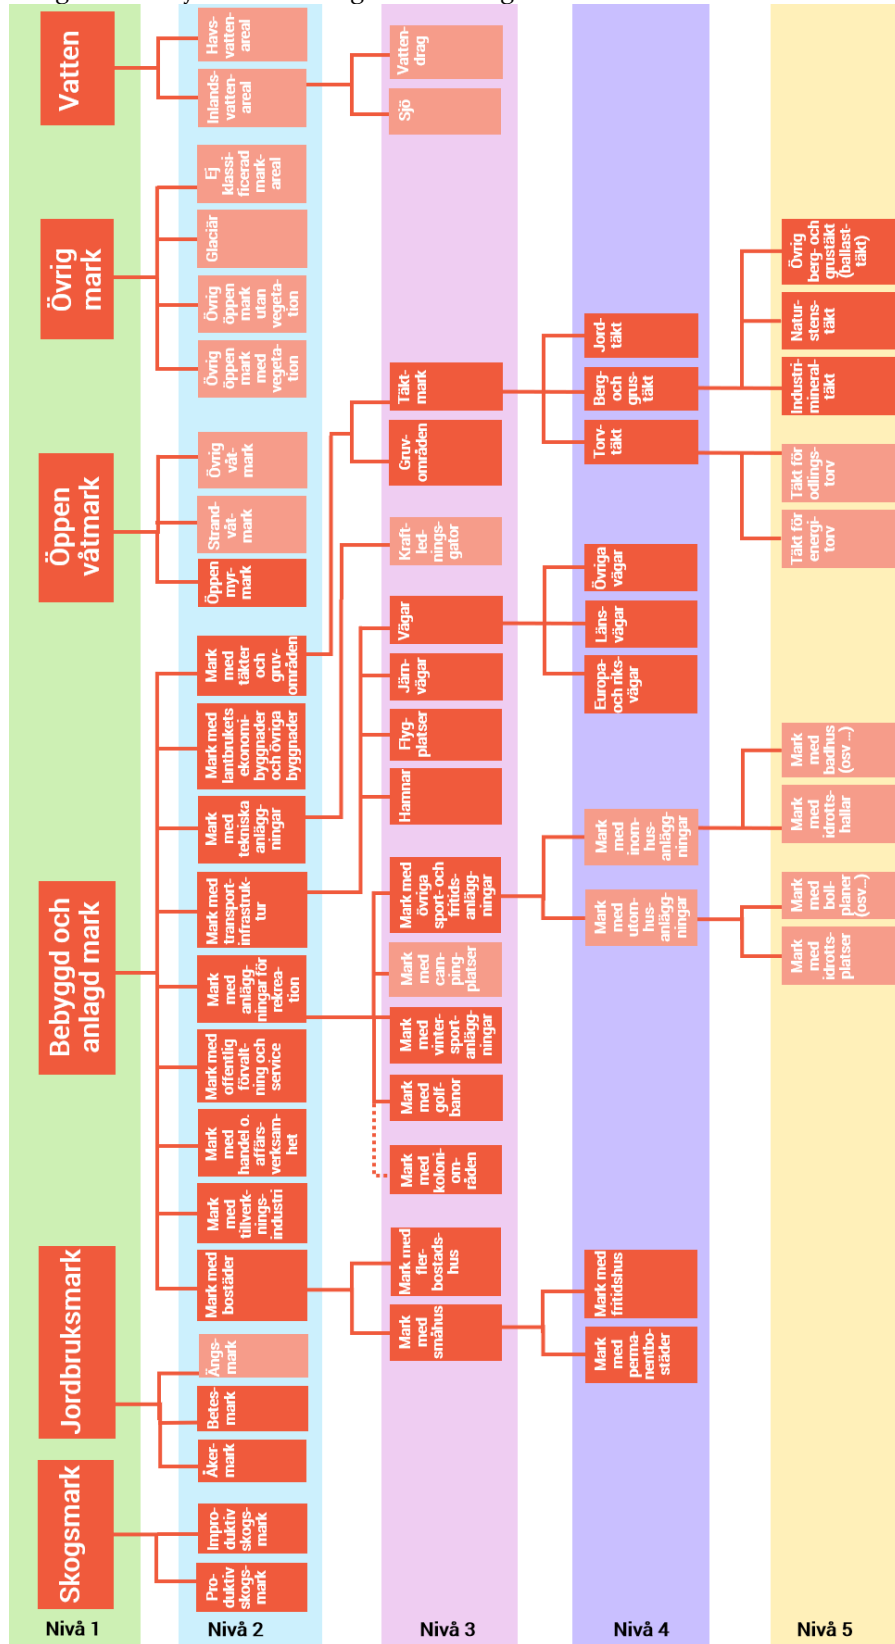 Nivå 1
Skogsmark
Jordbruksmark
Bebyggd och
anlagd mark
Öppen
våtmark
Övrig
mark
Vatten
Nivå 2
Pro-
duktiv
skogs-
mark
Impro-
duktiv
skogs-
mark
Åker-
mark
Betes-
mark
Ängs-
mark
Mark med
bostäder
Mark
med
tillverk-
nings-
industri
Mark
med
handel o.
affärs-
verksam-
het
Mark med
offentlig
förvalt-
ning och
service
Mark
med
anlägg-
ningar för
rekrea-
tion
Mark med
transport-
infrastruk-
tur
Mark
med
tekniska
anlägg-
ningar
Mark med
lantbrukets
ekonomi-
byggnader
och övriga
byggnader
Mark
med
täkter
och
gruv-
områden
Öppen
myr-
mark
Strand-
våt-
mark
Övrig
våt-
mark
Övrig
öppen
mark
med
vegeta-
tion
Övrig
öppen
mark
utan
vegeta-
tion
Glaciär
Ej
klassi-
ficerad
mark-
areal
Inlands-
vatten-
areal
Havs-
vatten-
areal
Nivå 3
Mark
med
småhus
Mark med
fler-
bostads-
hus
Mark
med
koloni-
om-
råden
Mark
med
golf-
banor
Mark
med
vinter-
sport-
anlägg-
ningar
Mark
med
cam-
ping-
platser
Mark med
övriga
sport- och
fritids-
anlägg-
ningar
Hamnar
Flyg-
platser
Järn-
vägar
Vägar
Kraft-
led-
nings-
gator
Gruv-
områden
Täkt-
mark
Sjö
Vatten-
drag
Nivå 4
Mark
med
perma-
nentbo-
städer
Mark med
fritidshus
Mark
med
utom-
hus-
anlägg-
ningar
Mark
med
inom-
hus-
anlägg-
ningar
Europa-
och riks-
vägar
Läns-
vägar
Övriga
vägar
Torv-
täkt
Berg-
och
grus-
täkt
Jord-
täkt
Nivå 5
Mark
med
idrotts-
platser
Mark
med
boll-
planer
(osv...)
Mark
med
idrotts-
hallar
Mark
med
badhus
(osv ...)
Täkt för
energi-
torv
Täkt för
odlings-
torv
Industri-
mineral-
täkt
Natur-
stens-
täkt
Övrig
berg- och
grustäkt
(ballast-
täkt)